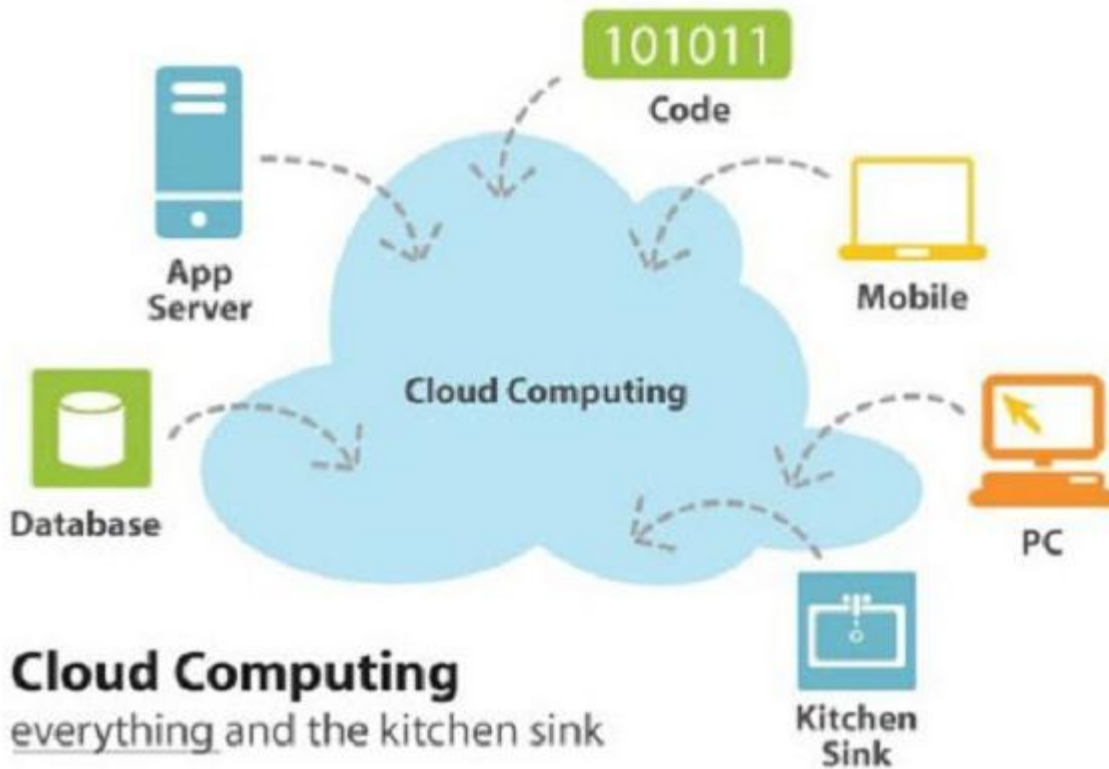 101011
Code
App
Server
Mobile
Cloud Computing
Database
PC
Kitchen
Sink
Cloud Computing
everything and the kitchen sink